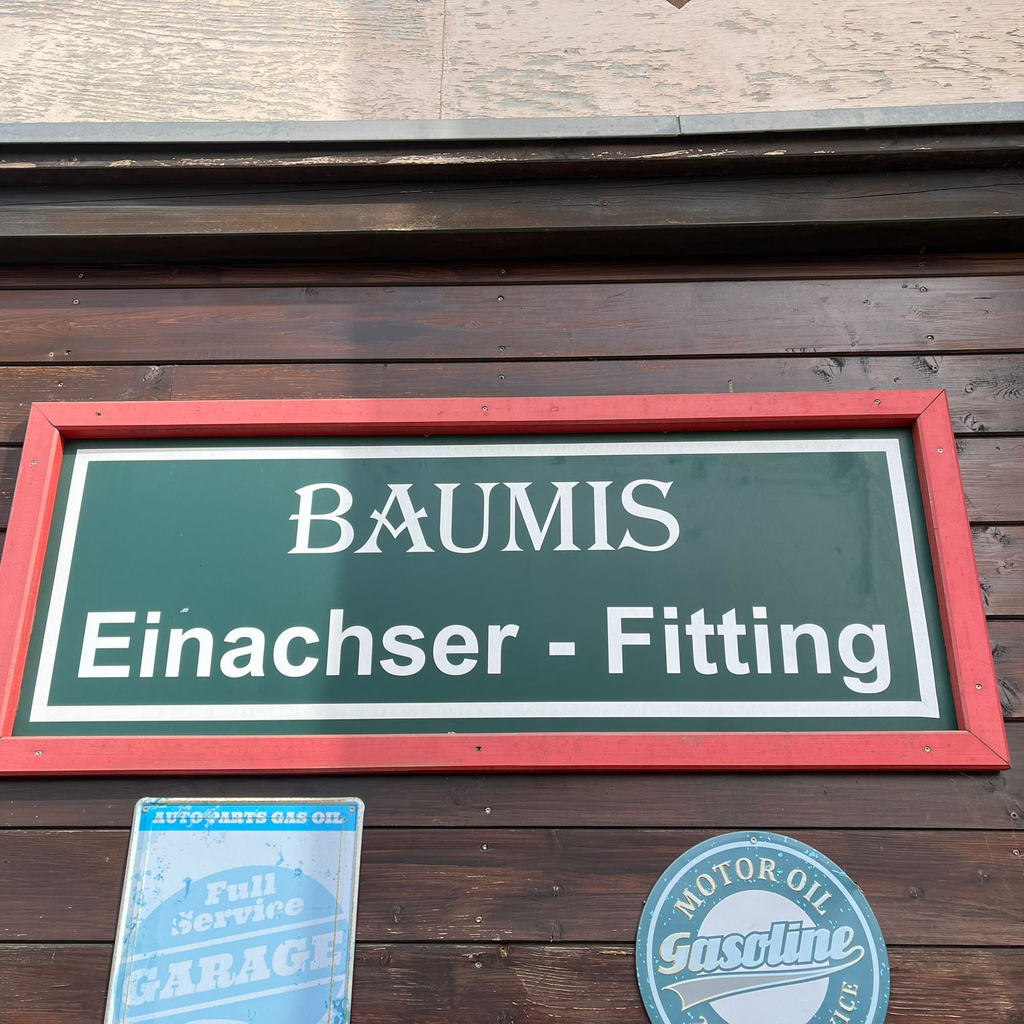 BAUMIS
Einachser - Fitting
AUTO PARTS GAS OIL
Full
Service
GARAGE
MOTOR OIL
Gasoline